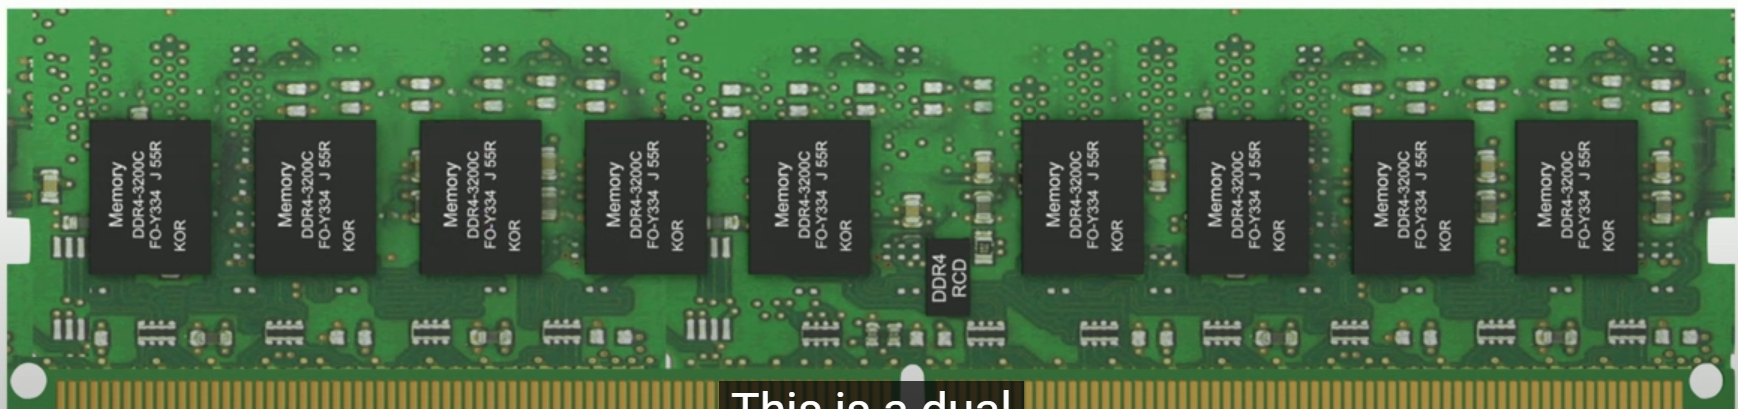 Memory
DDR4-3200C
FO-Y334 J 55R
KOR
Memory
DDR4-3200C
FO-Y334 J 55R
KOR
Memory
DDR4-3200C
FO-Y334 J 55R
KOR
Memory
DDR4-3200C
FO-Y334 J 55R
KOR
Memory
DDR4-3200C
FO-Y334 J 55R
KOR
DDR4
RCD
Memory
DDR4-3200C
FO-Y334 J 55R
KOR
Memory
DDR4-3200C
FO-Y334 J 55R
KOR
Memory
DDR4-3200C
FO-Y334 J 55R
KOR
Memory
DDR4-3200C
FO-Y334 J 55R
KOR
This is a dual